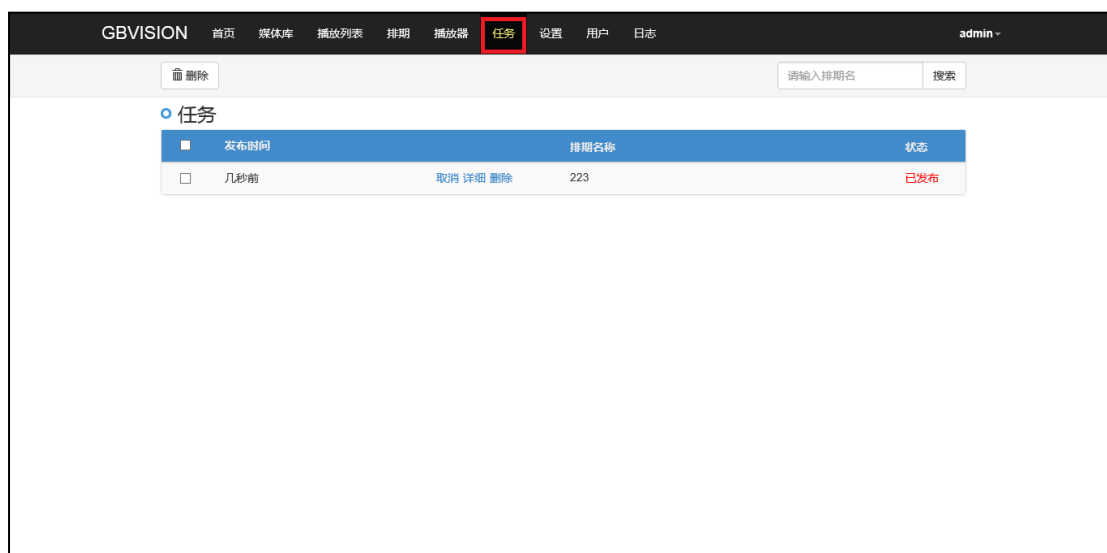 GBVISION 首页 媒体库 播放列表 排期 播放器 任务 设置 用户 日志 admin
删除 请输入排期名 搜索
任务
发布时间 排期名称 状态
几秒前 取消 详细 删除 223 已发布